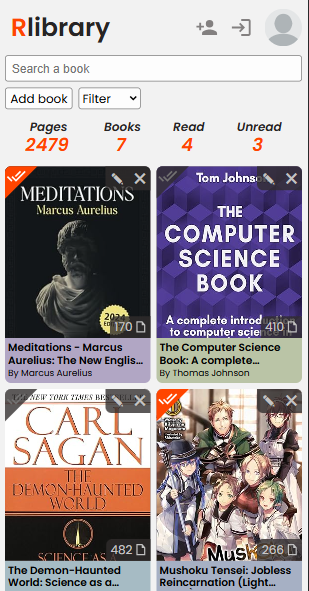 Rlibrary
Search a book
Add book
Filter
Pages
Books
Read
Unread
2479
7
4
3
MEDITATIONS
Marcus Aurelius
170
Meditations - Marcus
Aurelius: The New Englis...
By Marcus Aurelius
Tom Johns
THE
COMPUTER
SCIENCE
BOOK
A complete introduction
to computer science
410
The Computer Science
Book: A complete...
By Thomas Johnson
NEW YORK TIMES BESTSELLER
CARL
SAGAN
THE
DEMON-HAUNTED
WORLD
SCIENCE AS A
482
The Demon-Haunted
World: Science as a...
266
Mushoku Tensei: Jobless
Reincarnation (Light...